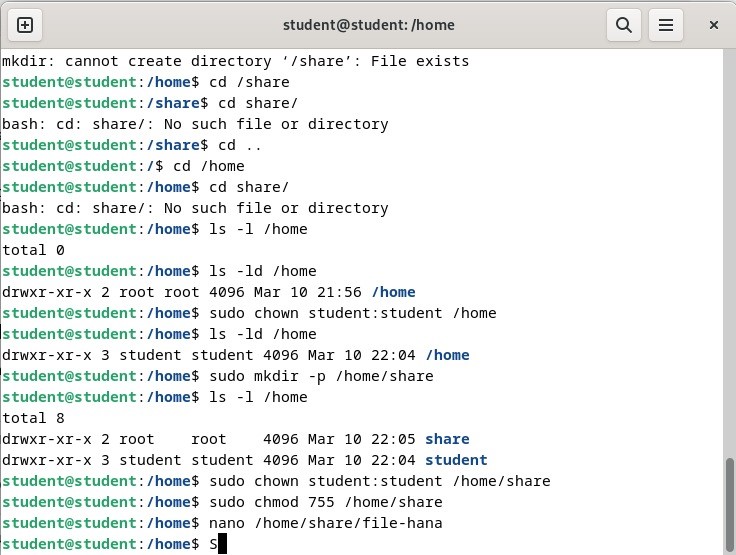 student@student: /home
mkdir: cannot create directory ‘/share’: File exists
student@student:/home$ cd /share
student@student:/share$ cd share/
bash: cd: share/: No such file or directory
student@student:/share$ cd ..
student@student:/$ cd /home
student@student:/home$ cd share/
bash: cd: share/: No such file or directory
student@student:/home$ ls -l /home
total 0
student@student:/home$ ls -ld /home
drwxr-xr-x 2 root root 4096 Mar 10 21:56 /home
student@student:/home$ sudo chown student:student /home
student@student:/home$ ls -ld /home
drwxr-xr-x 3 student student 4096 Mar 10 22:04 /home
student@student:/home$ sudo mkdir -p /home/share
student@student:/home$ ls -l /home
total 8
drwxr-xr-x 2 root    root    4096 Mar 10 22:05 share
drwxr-xr-x 3 student student 4096 Mar 10 22:04 student
student@student:/home$ sudo chown student:student /home/share
student@student:/home$ sudo chmod 755 /home/share
student@student:/home$ nano /home/share/file-hana
student@student:/home$ S